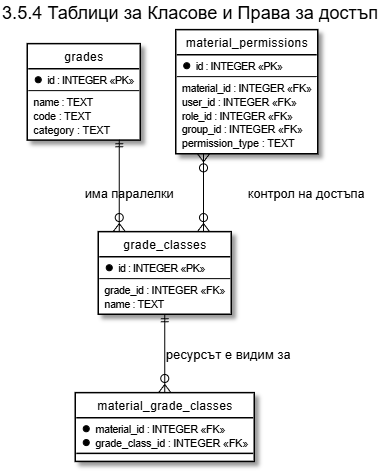 3.5.4 Таблици за Класове и Права за достъп
grades
● id : INTEGER «PK»
name : TEXT
code : TEXT
category : TEXT
material_permissions
● id : INTEGER «PK»
material_id : INTEGER «FK»
user_id : INTEGER «FK»
role_id : INTEGER «FK»
group_id : INTEGER «FK»
permission_type : TEXT
има паралелки
контрол на достъпа
grade_classes
● id : INTEGER «PK»
grade_id : INTEGER «FK»
name : TEXT
ресурсът е видим за
material_grade_classes
● material_id : INTEGER «FK»
● grade_class_id : INTEGER «FK»